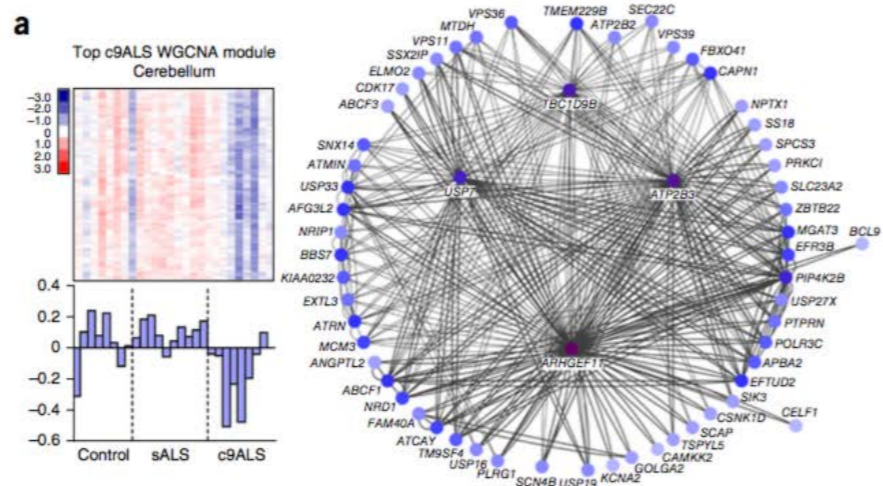 a
Top c9ALS WGCNA module
Cerebellum
–3.0
–2.0
–1.0
0
1.0
2.0
3.0
0.4
0.2
0
–0.2
–0.4
–0.6
Control
sALS
c9ALS
VPS36
MTDH
VPS11
SSX2IP
ELMO2
CDK17
ABCF3
SNX14
ATMIN
USP33
AFG3L2
NRIP1
BBS7
KIAA0232
EXTL3
ATRN
MCM3
ANGPTL2
ABCF1
NRD1
FAM40A
ATCAY
TM9SF4
USP16
PLRG1
SCN4B
USP19
KCNA2
GOLGA2
CAMKK2
TSPYL5
SCAP
CSNK1D
SIK3
CELF1
EFTUD2
APBA2
POLR3C
PTPRN
USP27X
PIP4K2B
BCL9
EFR3B
MGAT3
ZBTB22
SLC23A2
PRKCI
SPCS3
SS18
NPTX1
CAPN1
FBXO41
VPS39
SEC22C
ATP2B2
TMEM229B
TBC1D9B
USP7
ATP2B3
ARHGEF11